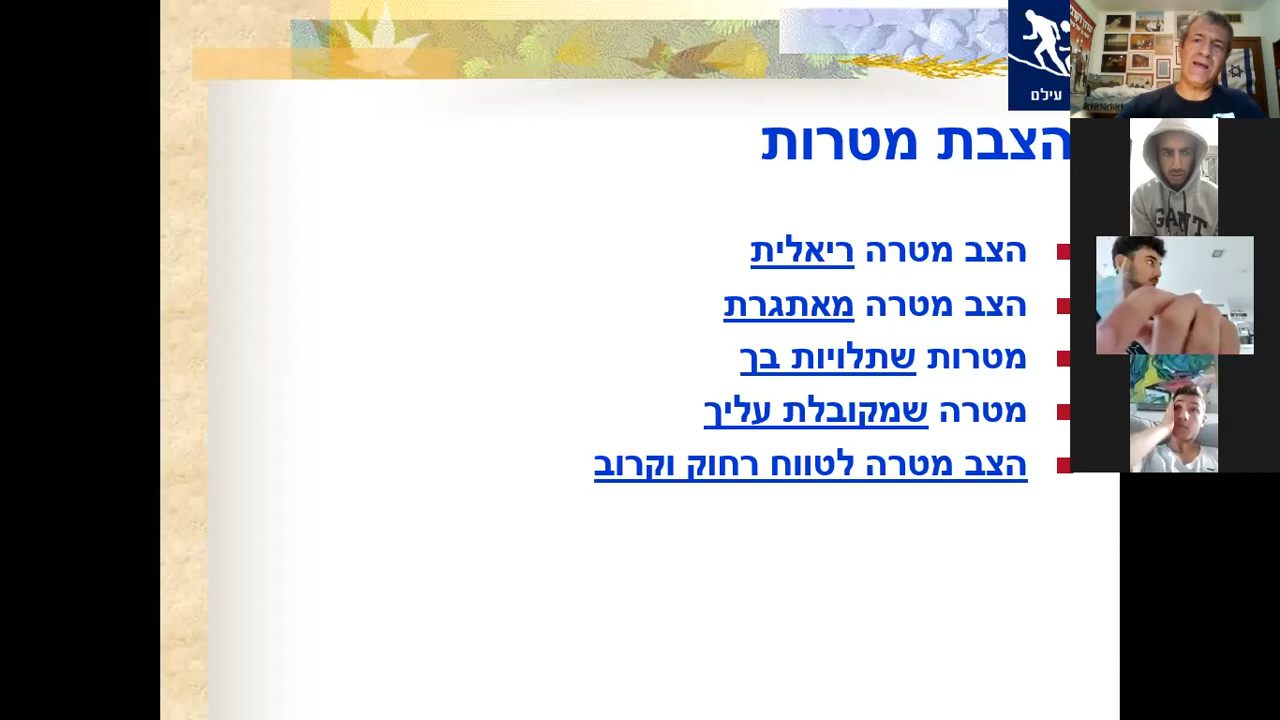 עילם
הצבת מטרות
הצב מטרה ריאלית
הצב מטרה מאתגרת
מטרות שתלויות בך
מטרה שמקובלת עליך
הצב מטרה לטווח רחוק וקרוב
GANT